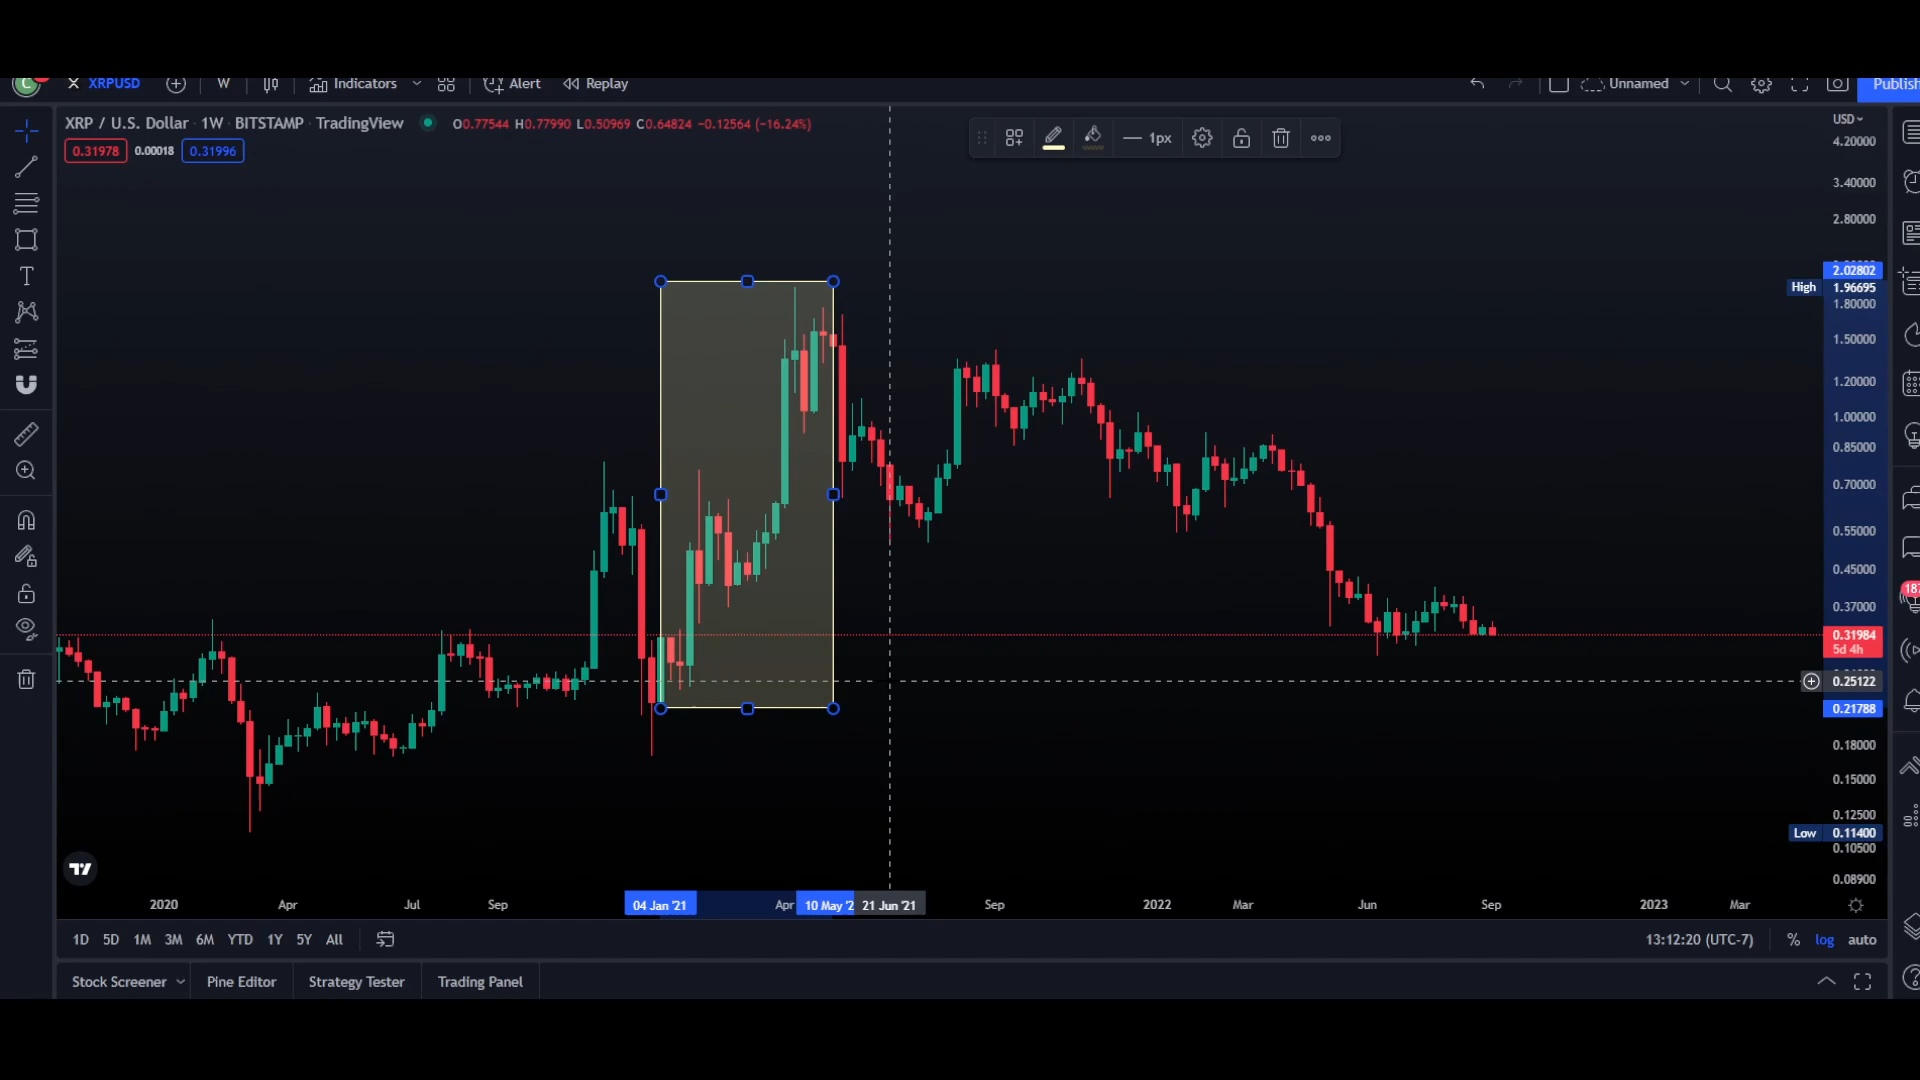 C XRPUSD W Indicators Alert Replay Unnamed Publish
XRP / U.S. Dollar · 1W · BITSTAMP · TradingView O0.77544 H0.77990 L0.50969 C0.64824 −0.12564 (−16.24%)
0.31978 0.00018 0.31996
1px
USD
4.20000
3.40000
2.80000
2.02802
High 1.96695
1.80000
1.50000
1.20000
1.00000
0.85000
0.70000
0.55000
0.45000
187
0.37000
0.31984
5d 4h
0.25122
0.21788
0.18000
0.15000
0.12500
Low 0.11400
0.10500
0.08900
2020 Apr Jul Sep 04 Jan '21 Apr 10 May '2 21 Jun '21 Sep 2022 Mar Jun Sep 2023 Mar
1D 5D 1M 3M 6M YTD 1Y 5Y All 13:12:20 (UTC-7) % log auto
Stock Screener Pine Editor Strategy Tester Trading Panel